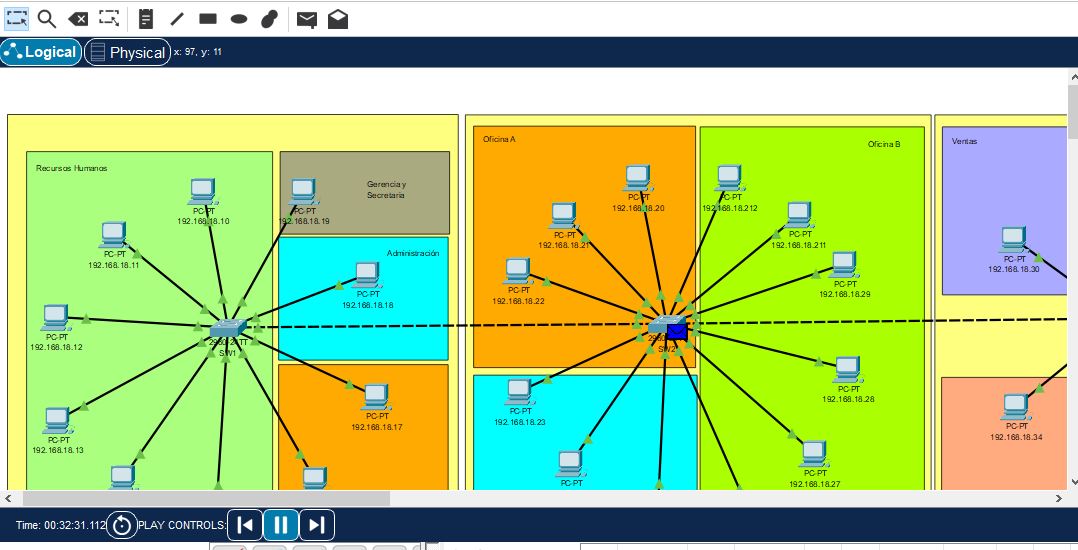 Logical
Physical
x: 97, y: 11
Recursos Humanos
PC-PT
192.168.18.10
PC-PT
192.168.18.11
PC-PT
192.168.18.12
PC-PT
192.168.18.13
2960-24TT
SW1
Gerencia y
Secretaria
PC-PT
192.168.18.19
Administración
PC-PT
192.168.18.16
PC-PT
192.168.18.17
Oficina A
PC-PT
192.168.18.20
PC-PT
192.168.18.21
PC-PT
192.168.18.22
SW2
PC-PT
192.168.18.23
PC-PT
Oficina B
PC-PT
192.168.18.212
PC-PT
192.168.18.211
PC-PT
192.168.18.29
PC-PT
192.168.18.28
PC-PT
192.168.18.27
Ventas
PC-PT
192.168.18.30
PC-PT
192.168.18.34
Time: 00:32:31.112
PLAY CONTROLS: